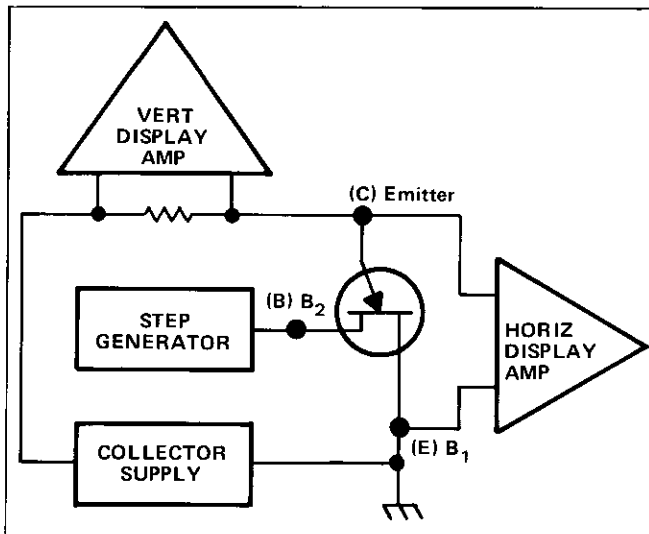 VERT
DISPLAY
AMP
(C) Emitter
(B) B₂
STEP
GENERATOR
HORIZ
DISPLAY
AMP
(E) B₁
COLLECTOR
SUPPLY